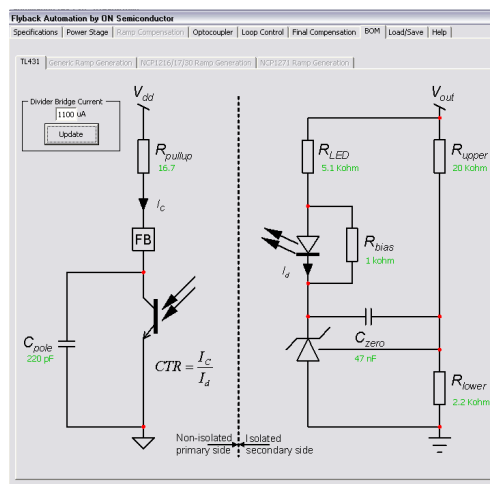 Flyback Automation by ON Semiconductor
Specifications Power Stage Ramp Compensation Optocoupler Loop Control Final Compensation BOM Load/Save Help
TL431 Generic Ramp Generation NCP1216/17/30 Ramp Generation NCP1271 Ramp Generation
Divider Bridge Current
1100 uA
Update
Vdd
Rpullup
16.7
IC
FB
Cpole
220 pF
CTR = IC / Id
Vout
RLED
5.1 Kohm
Rupper
20 Kohm
Rbias
1 kohm
Id
Czero
47 nF
Rlower
2.2 Kohm
Non-isolated Isolated
primary side secondary side